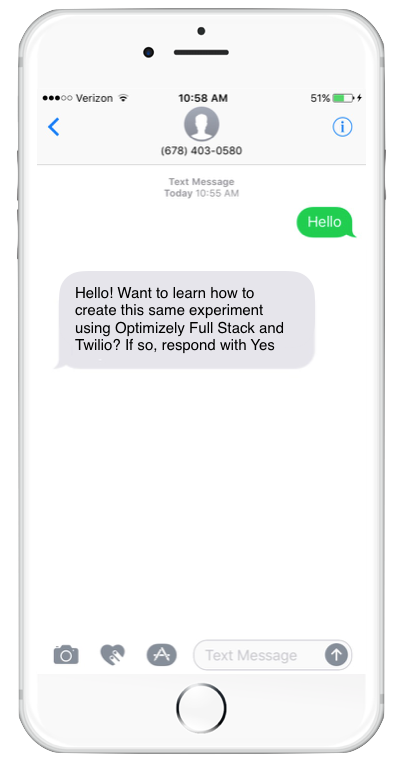 Verizon 10:58 AM 51%
(678) 403-0580
Text Message
Today 10:55 AM
Hello
Hello! Want to learn how to
create this same experiment
using Optimizely Full Stack and
Twilio? If so, respond with Yes
Text Message